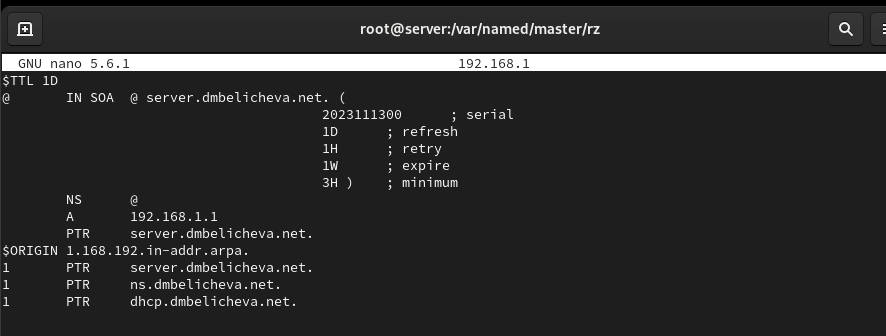 root@server:/var/named/master/rz
GNU nano 5.6.1 192.168.1
$TTL 1D
@ IN SOA @ server.dmbelicheva.net. (
2023111300 ; serial
1D ; refresh
1H ; retry
1W ; expire
3H ) ; minimum
NS @
A 192.168.1.1
PTR server.dmbelicheva.net.
$ORIGIN 1.168.192.in-addr.arpa.
1 PTR server.dmbelicheva.net.
1 PTR ns.dmbelicheva.net.
1 PTR dhcp.dmbelicheva.net.